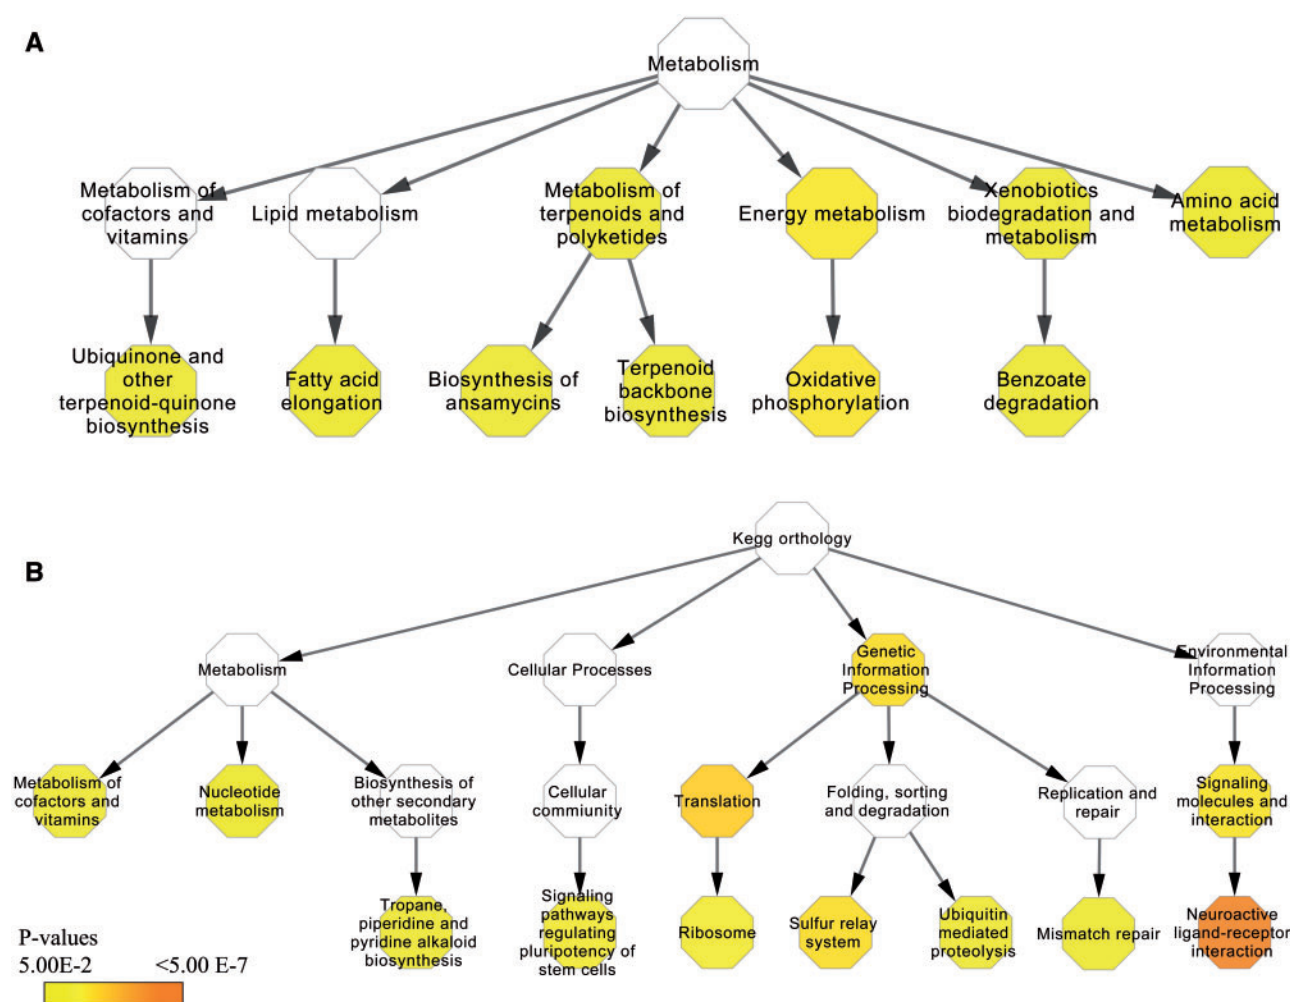 A
Metabolism
Metabolism of
cofactors and
vitamins
Lipid metabolism
Metabolism of
terpenoids and
polyketides
Energy metabolism
Xenobiotics
biodegradation and
metabolism
Amino acid
metabolism
Ubiquinone and
other
terpenoid-quinone
biosynthesis
Fatty acid
elongation
Biosynthesis of
ansamycins
Terpenoid
backbone
biosynthesis
Oxidative
phosphorylation
Benzoate
degradation
B
Kegg orthology
Metabolism
Cellular Processes
Genetic
Information
Processing
Environmental
Information
Processing
Metabolism of
cofactors and
vitamins
Nucleotide
metabolism
Biosynthesis of
other secondary
metabolites
Cellular
commiunity
Translation
Folding, sorting
and degradation
Replication and
repair
Signaling
molecules and
interaction
Tropane,
piperidine and
pyridine alkaloid
biosynthesis
Signaling
pathways
regulating
pluripotency of
stem cells
Ribosome
Sulfur relay
system
Ubiquitin
mediated
proteolysis
Mismatch repair
Neuroactive
ligand-receptor
interaction
P-values
5.00E-2 <5.00 E-7